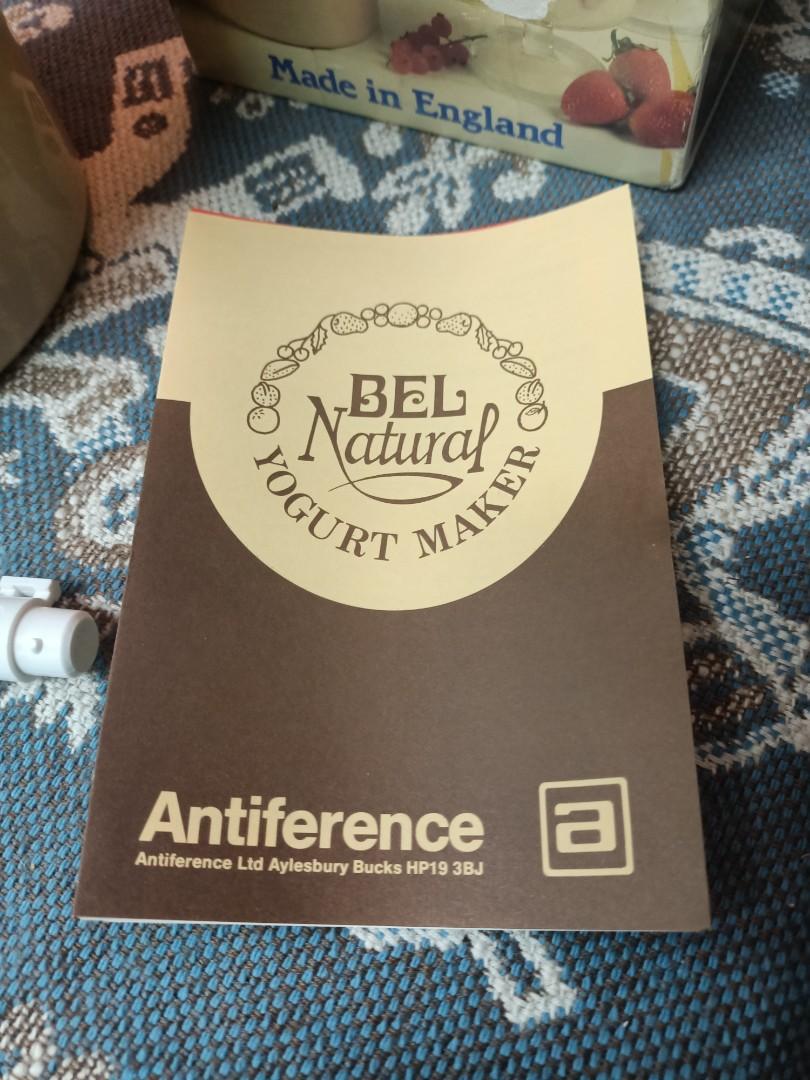 Made in England
BEL
Natural
YOGURT MAKER
Antiference
a
Antiference Ltd Aylesbury Bucks HP19 3BJ